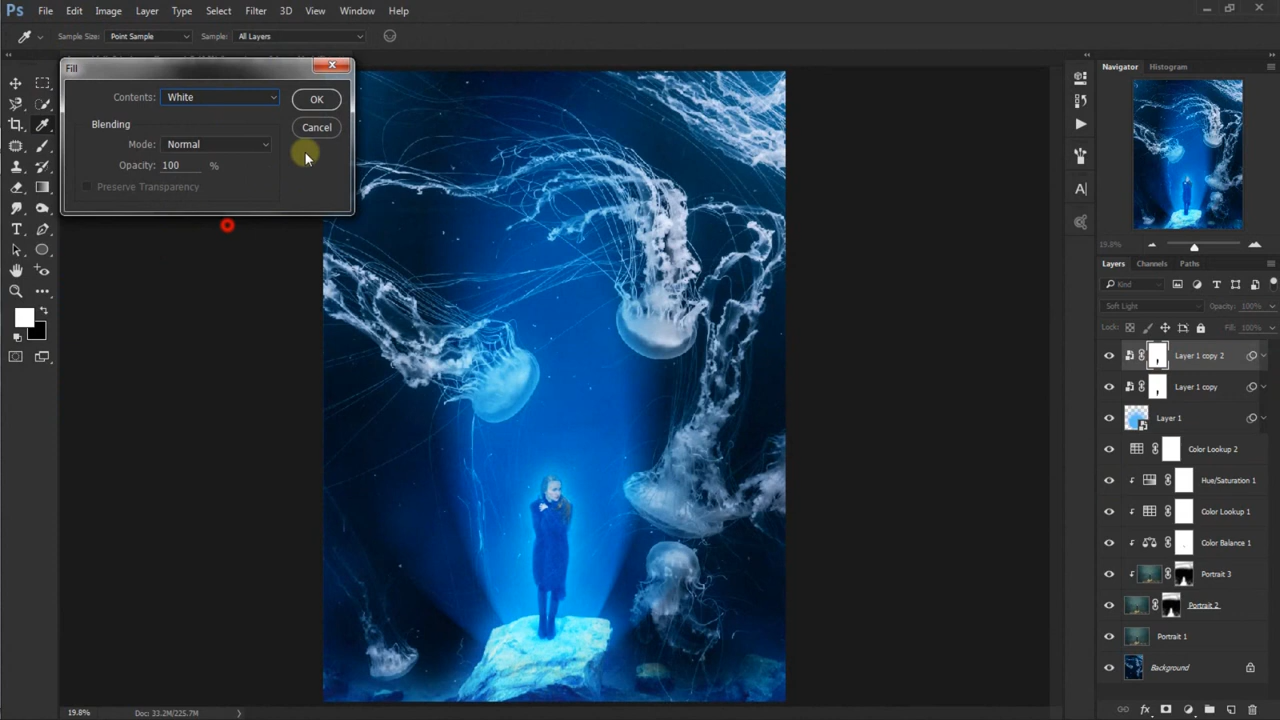 Ps File Edit Image Layer Type Select Filter 3D View Window Help
Sample Size: Point Sample Sample: All Layers
Fill
Contents: White OK
Blending Cancel
Mode: Normal
Opacity: 100 %
Preserve Transparency
Navigator Histogram
19.8%
Layers Channels Paths
Kind
Soft Light Opacity: 100%
Lock: Fill: 100%
Layer 1 copy 2
Layer 1 copy
Layer 1
Color Lookup 2
Hue/Saturation 1
Color Lookup 1
Color Balance 1
Portrait 3
Portrait 2
Portrait 1
Background
19.8% Doc: 33.2M/225.7M